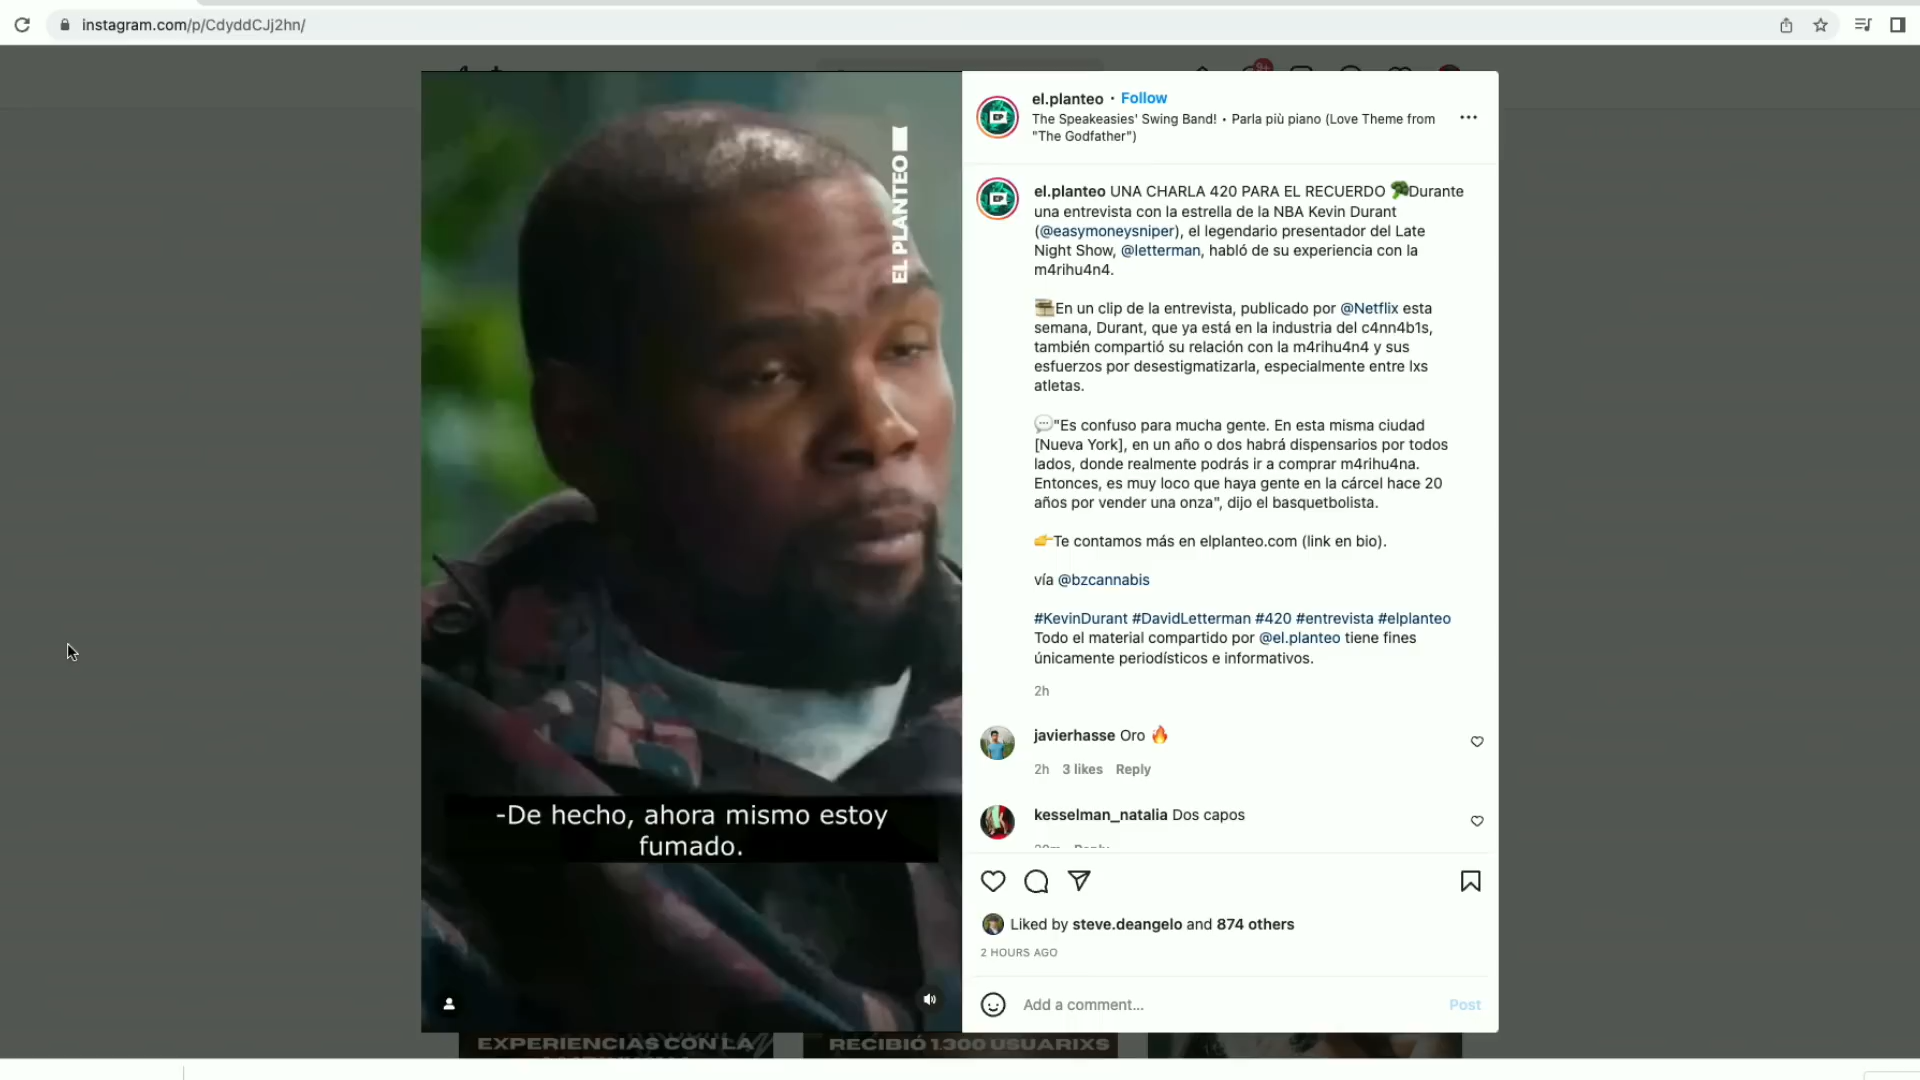 instagram.com/p/CdyddCJj2hn/
9+
EL PLANTEO
-De hecho, ahora mismo estoy
fumado.
el.planteo • Follow
The Speakeasies' Swing Band! • Parla più piano (Love Theme from
"The Godfather")
el.planteo UNA CHARLA 420 PARA EL RECUERDO 🥦Durante
una entrevista con la estrella de la NBA Kevin Durant
(@easymoneysniper), el legendario presentador del Late
Night Show, @letterman, habló de su experiencia con la
m4rihu4n4.
En un clip de la entrevista, publicado por @Netflix esta
semana, Durant, que ya está en la industria del c4nn4b1s,
también compartió su relación con la m4rihu4n4 y sus
esfuerzos por desestigmatizarla, especialmente entre lxs
atletas.
💬"Es confuso para mucha gente. En esta misma ciudad
[Nueva York], en un año o dos habrá dispensarios por todos
lados, donde realmente podrás ir a comprar m4rihu4na.
Entonces, es muy loco que haya gente en la cárcel hace 20
años por vender una onza", dijo el basquetbolista.
👉Te contamos más en elplanteo.com (link en bio).
vía @bzcannabis
#KevinDurant #DavidLetterman #420 #entrevista #elplanteo
Todo el material compartido por @el.planteo tiene fines
únicamente periodísticos e informativos.
2h
javierhasse Oro 🔥
2h 3 likes Reply
kesselman_natalia Dos capos
Liked by steve.deangelo and 874 others
2 HOURS AGO
Add a comment... Post
EXPERIENCIAS CON LA
RECIBIÓ 1.300 USUARIXS